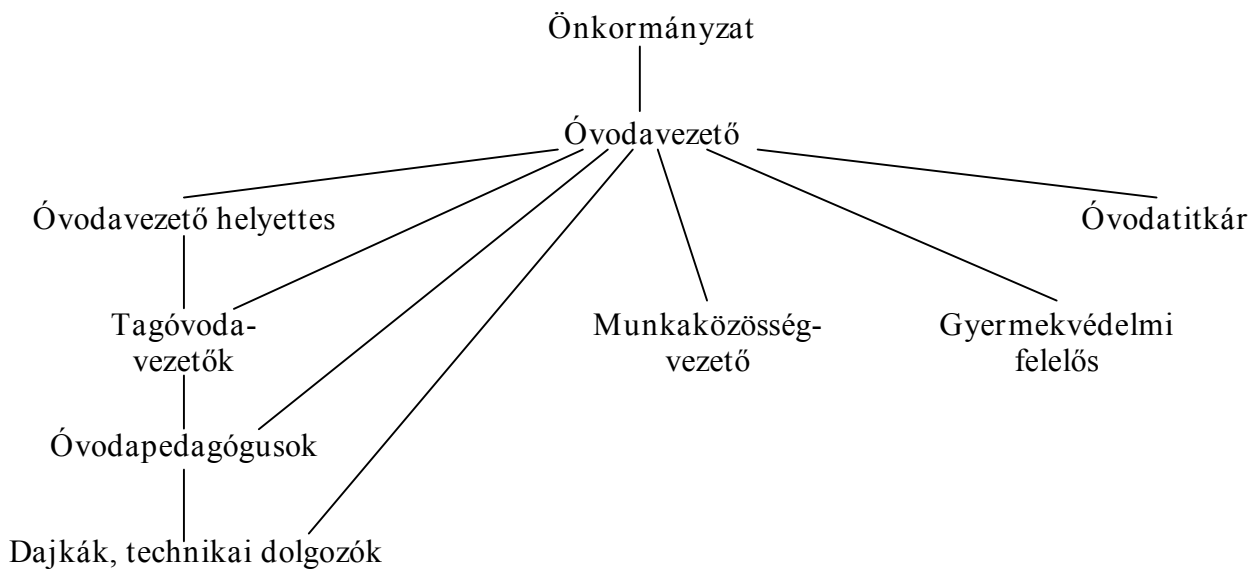 Önkormányzat
Óvodavezető
Óvodavezető helyettes
Óvodatitkár
Tagóvoda-
vezetők
Munkaközösség-
vezető
Gyermekvédelmi
felelős
Óvodapedagógusok
Dajkák, technikai dolgozók